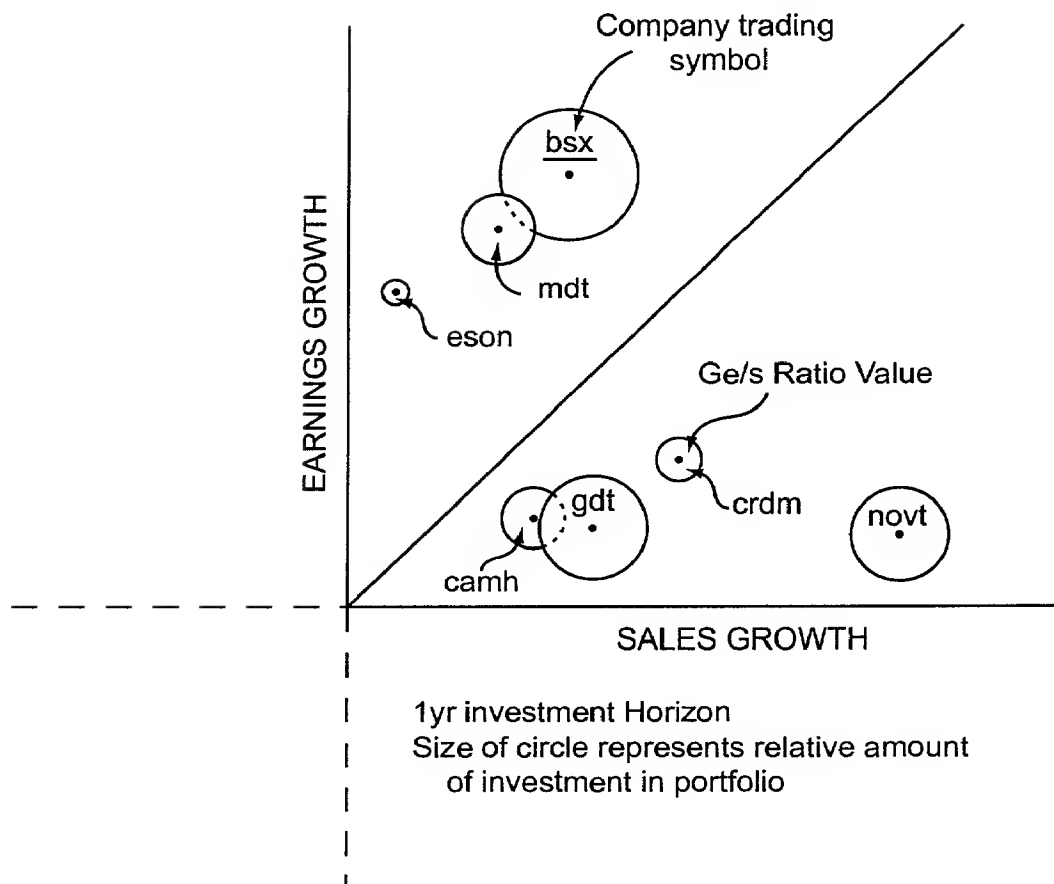 Company trading
symbol
bsx
EARNINGS GROWTH
mdt
eson
Ge/s Ratio Value
gdt
crdm
novt
camh
SALES GROWTH
1yr investment Horizon
Size of circle represents relative amount
of investment in portfolio